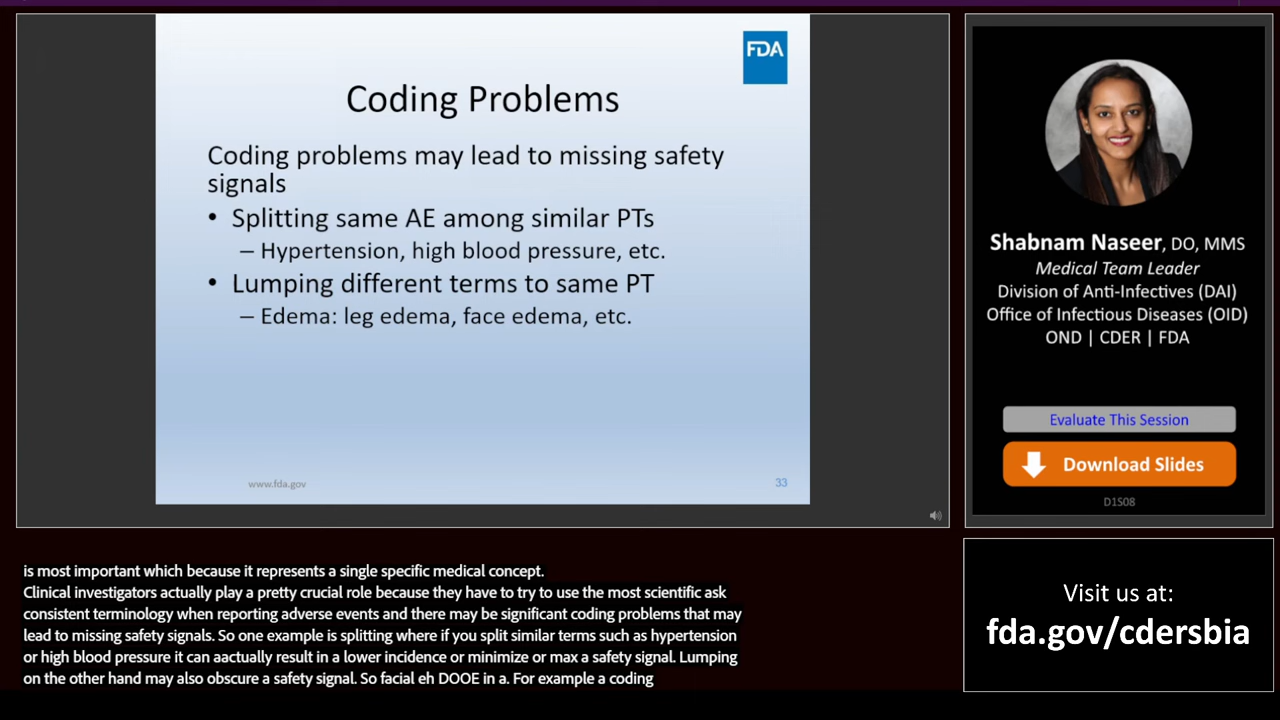 FDA
Coding Problems
Coding problems may lead to missing safety
signals
• Splitting same AE among similar PTs
– Hypertension, high blood pressure, etc.
• Lumping different terms to same PT
– Edema: leg edema, face edema, etc.
www.fda.gov
33
Shabnam Naseer, DO, MMS
Medical Team Leader
Division of Anti-Infectives (DAI)
Office of Infectious Diseases (OID)
OND | CDER | FDA
Evaluate This Session
Download Slides
D1S08
is most important which because it represents a single specific medical concept.
Clinical investigators actually play a pretty crucial role because they have to try to use the most scientific ask
consistent terminology when reporting adverse events and there may be significant coding problems that may
lead to missing safety signals. So one example is splitting where if you split similar terms such as hypertension
or high blood pressure it can aactually result in a lower incidence or minimize or max a safety signal. Lumping
on the other hand may also obscure a safety signal. So facial eh DOOE in a. For example a coding
Visit us at:
fda.gov/cdersbia